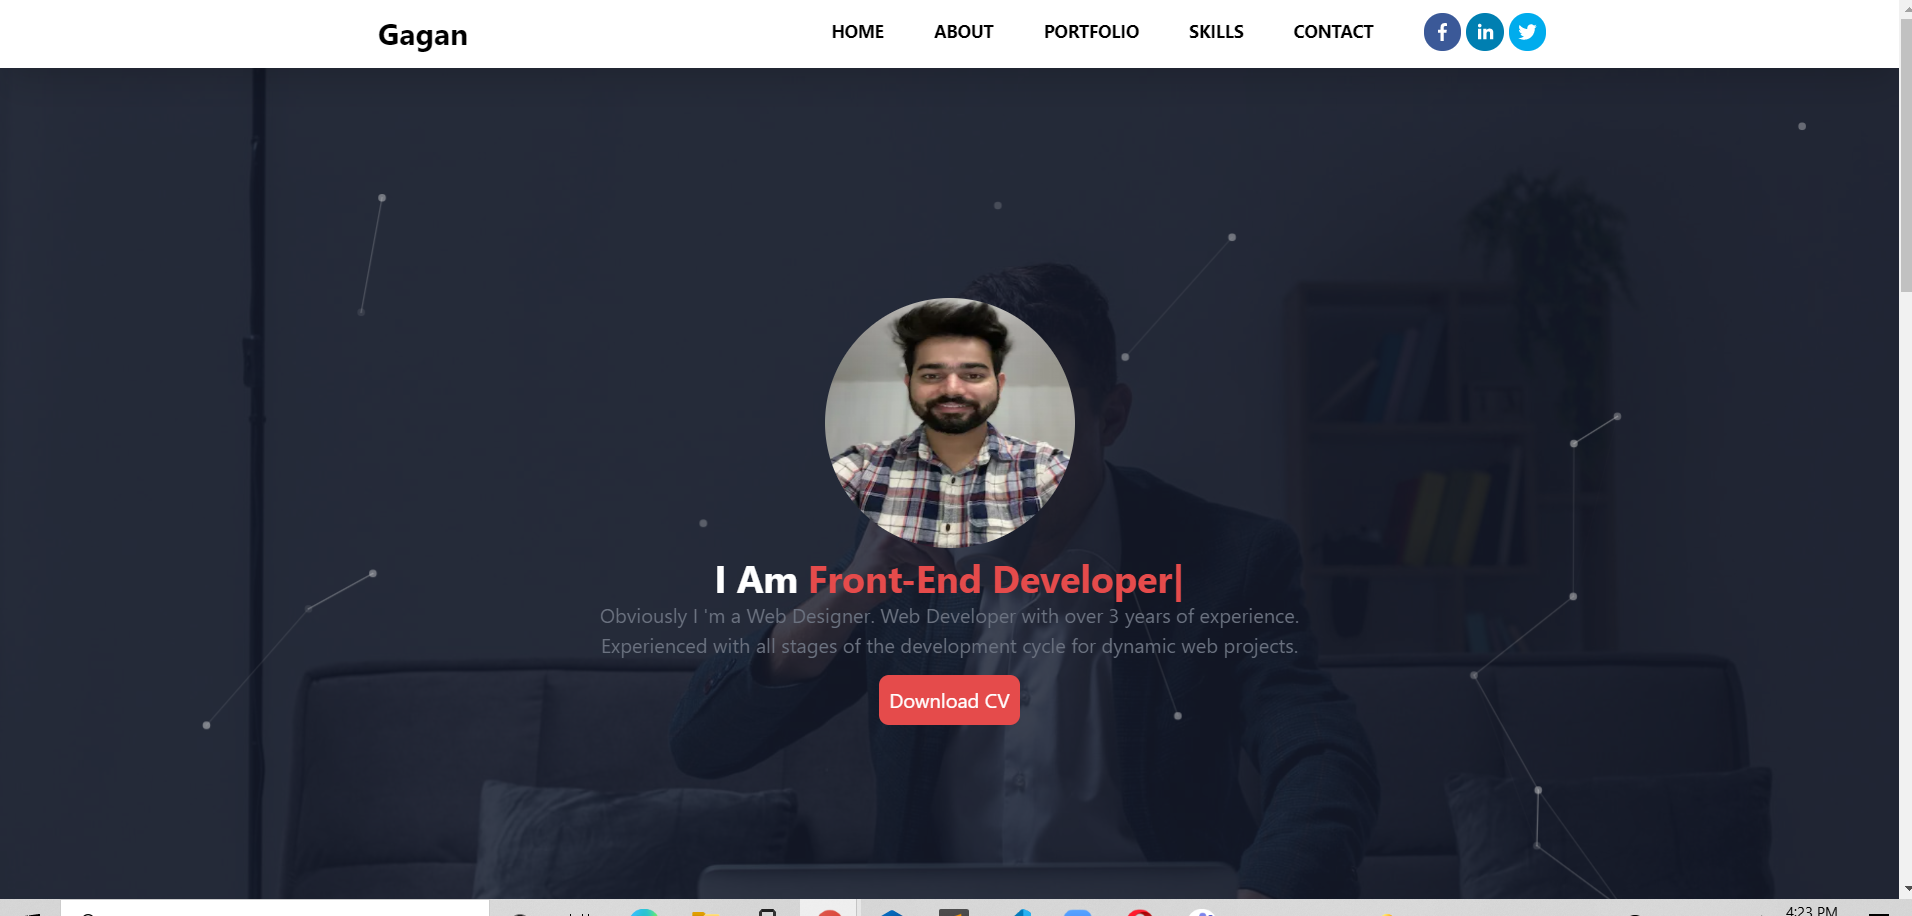 Gagan
HOME ABOUT PORTFOLIO SKILLS CONTACT
I Am Front-End Developer|
Obviously I 'm a Web Designer. Web Developer with over 3 years of experience.
Experienced with all stages of the development cycle for dynamic web projects.
Download CV
4:23 PM